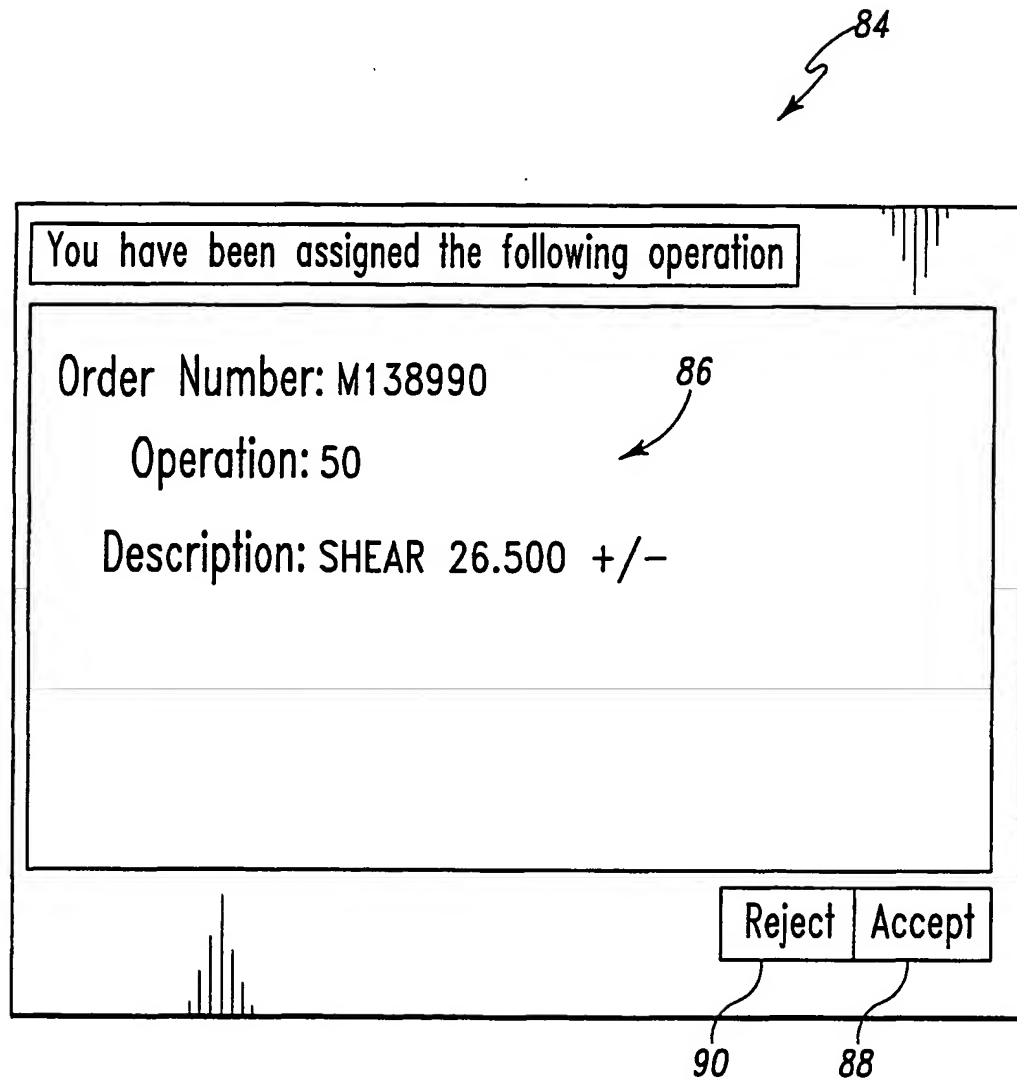 84
You have been assigned the following operation
Order Number: M138990
86
Operation: 50
Description: SHEAR 26.500 +/-
Reject Accept
90 88